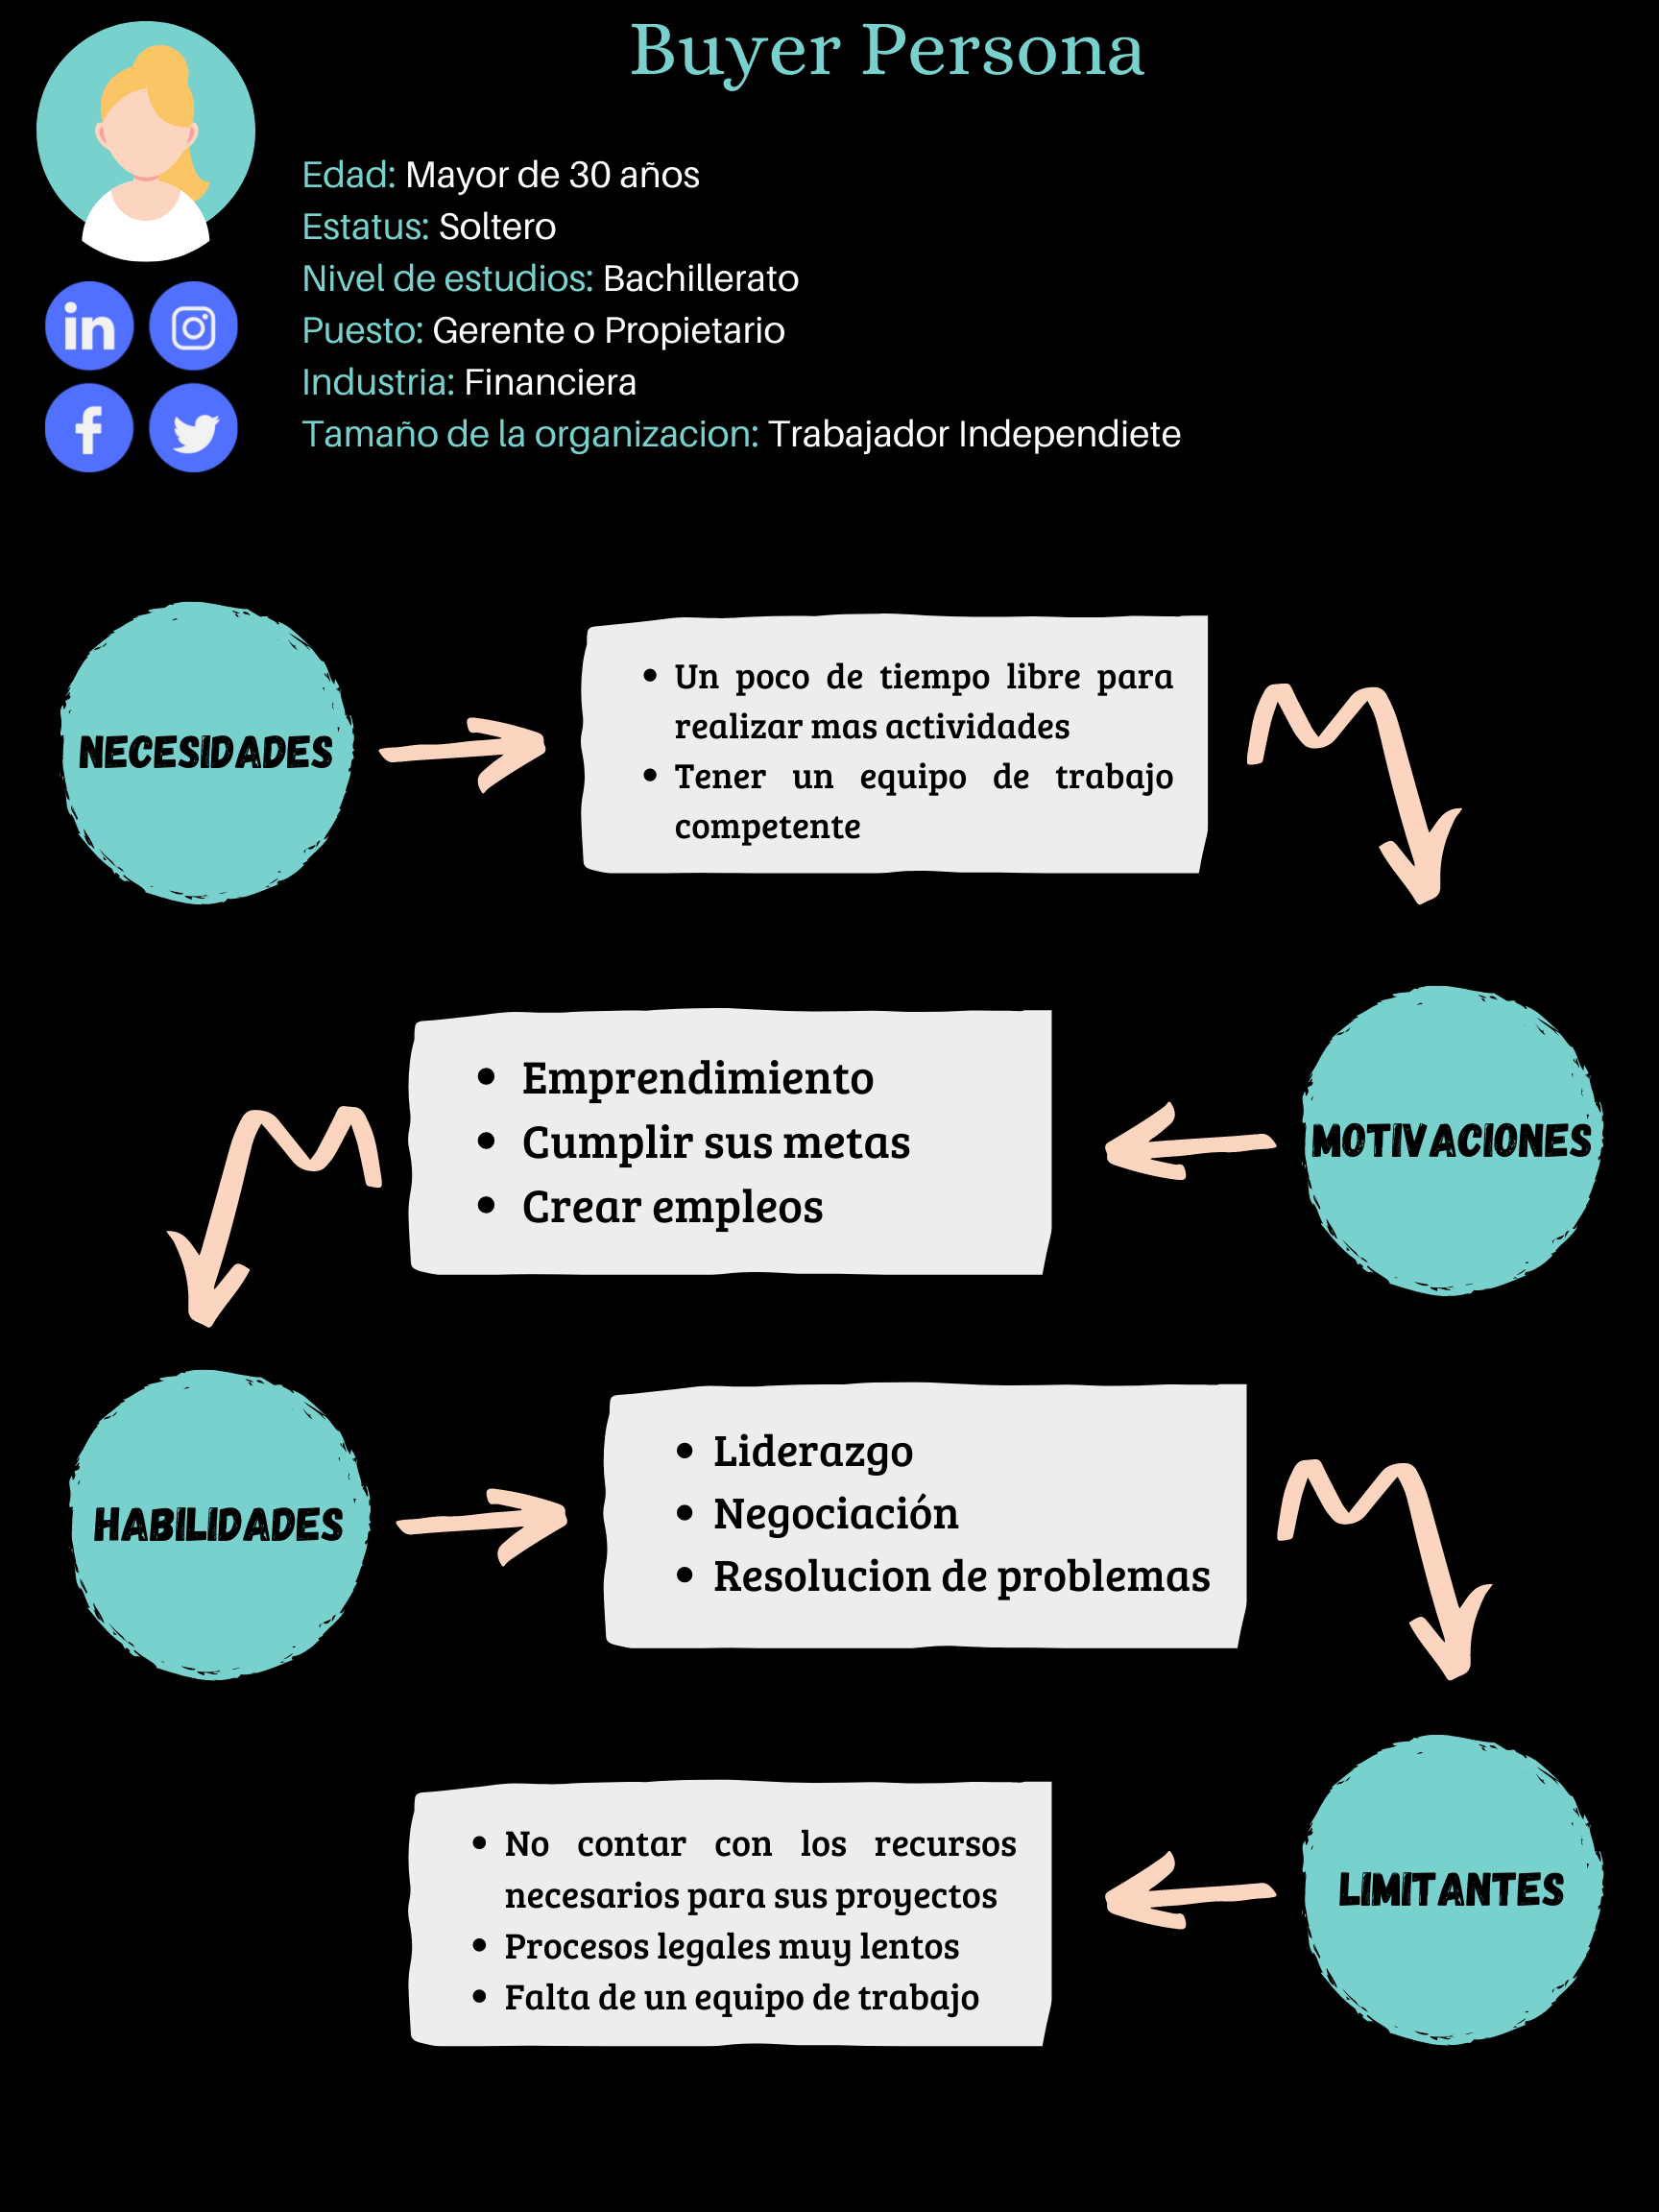 Buyer Persona
Edad: Mayor de 30 años
Estatus: Soltero
Nivel de estudios: Bachillerato
Puesto: Gerente o Propietario
Industria: Financiera
Tamaño de la organizacion: Trabajador Independiete
NECESIDADES
• Un poco de tiempo libre para
realizar mas actividades
• Tener un equipo de trabajo
competente
MOTIVACIONES
• Emprendimiento
• Cumplir sus metas
• Crear empleos
HABILIDADES
• Liderazgo
• Negociación
• Resolucion de problemas
LIMITANTES
• No contar con los recursos
necesarios para sus proyectos
• Procesos legales muy lentos
• Falta de un equipo de trabajo